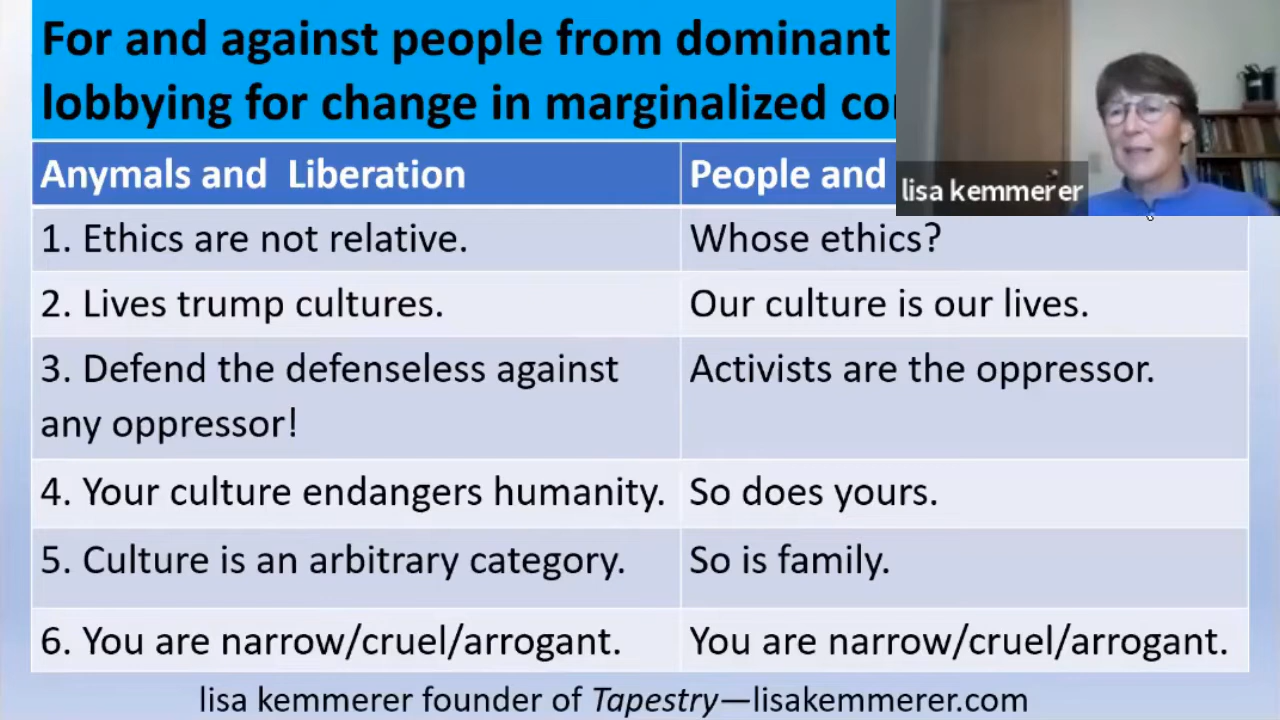 For and against people from dominant
lobbying for change in marginalized
lisa kemmerer
Anymals and Liberation
People and
1. Ethics are not relative.
Whose ethics?
2. Lives trump cultures.
Our culture is our lives.
3. Defend the defenseless against
any oppressor!
Activists are the oppressor.
4. Your culture endangers humanity.
So does yours.
5. Culture is an arbitrary category.
So is family.
6. You are narrow/cruel/arrogant.
You are narrow/cruel/arrogant.
lisa kemmerer founder of Tapestry—lisakemmerer.com